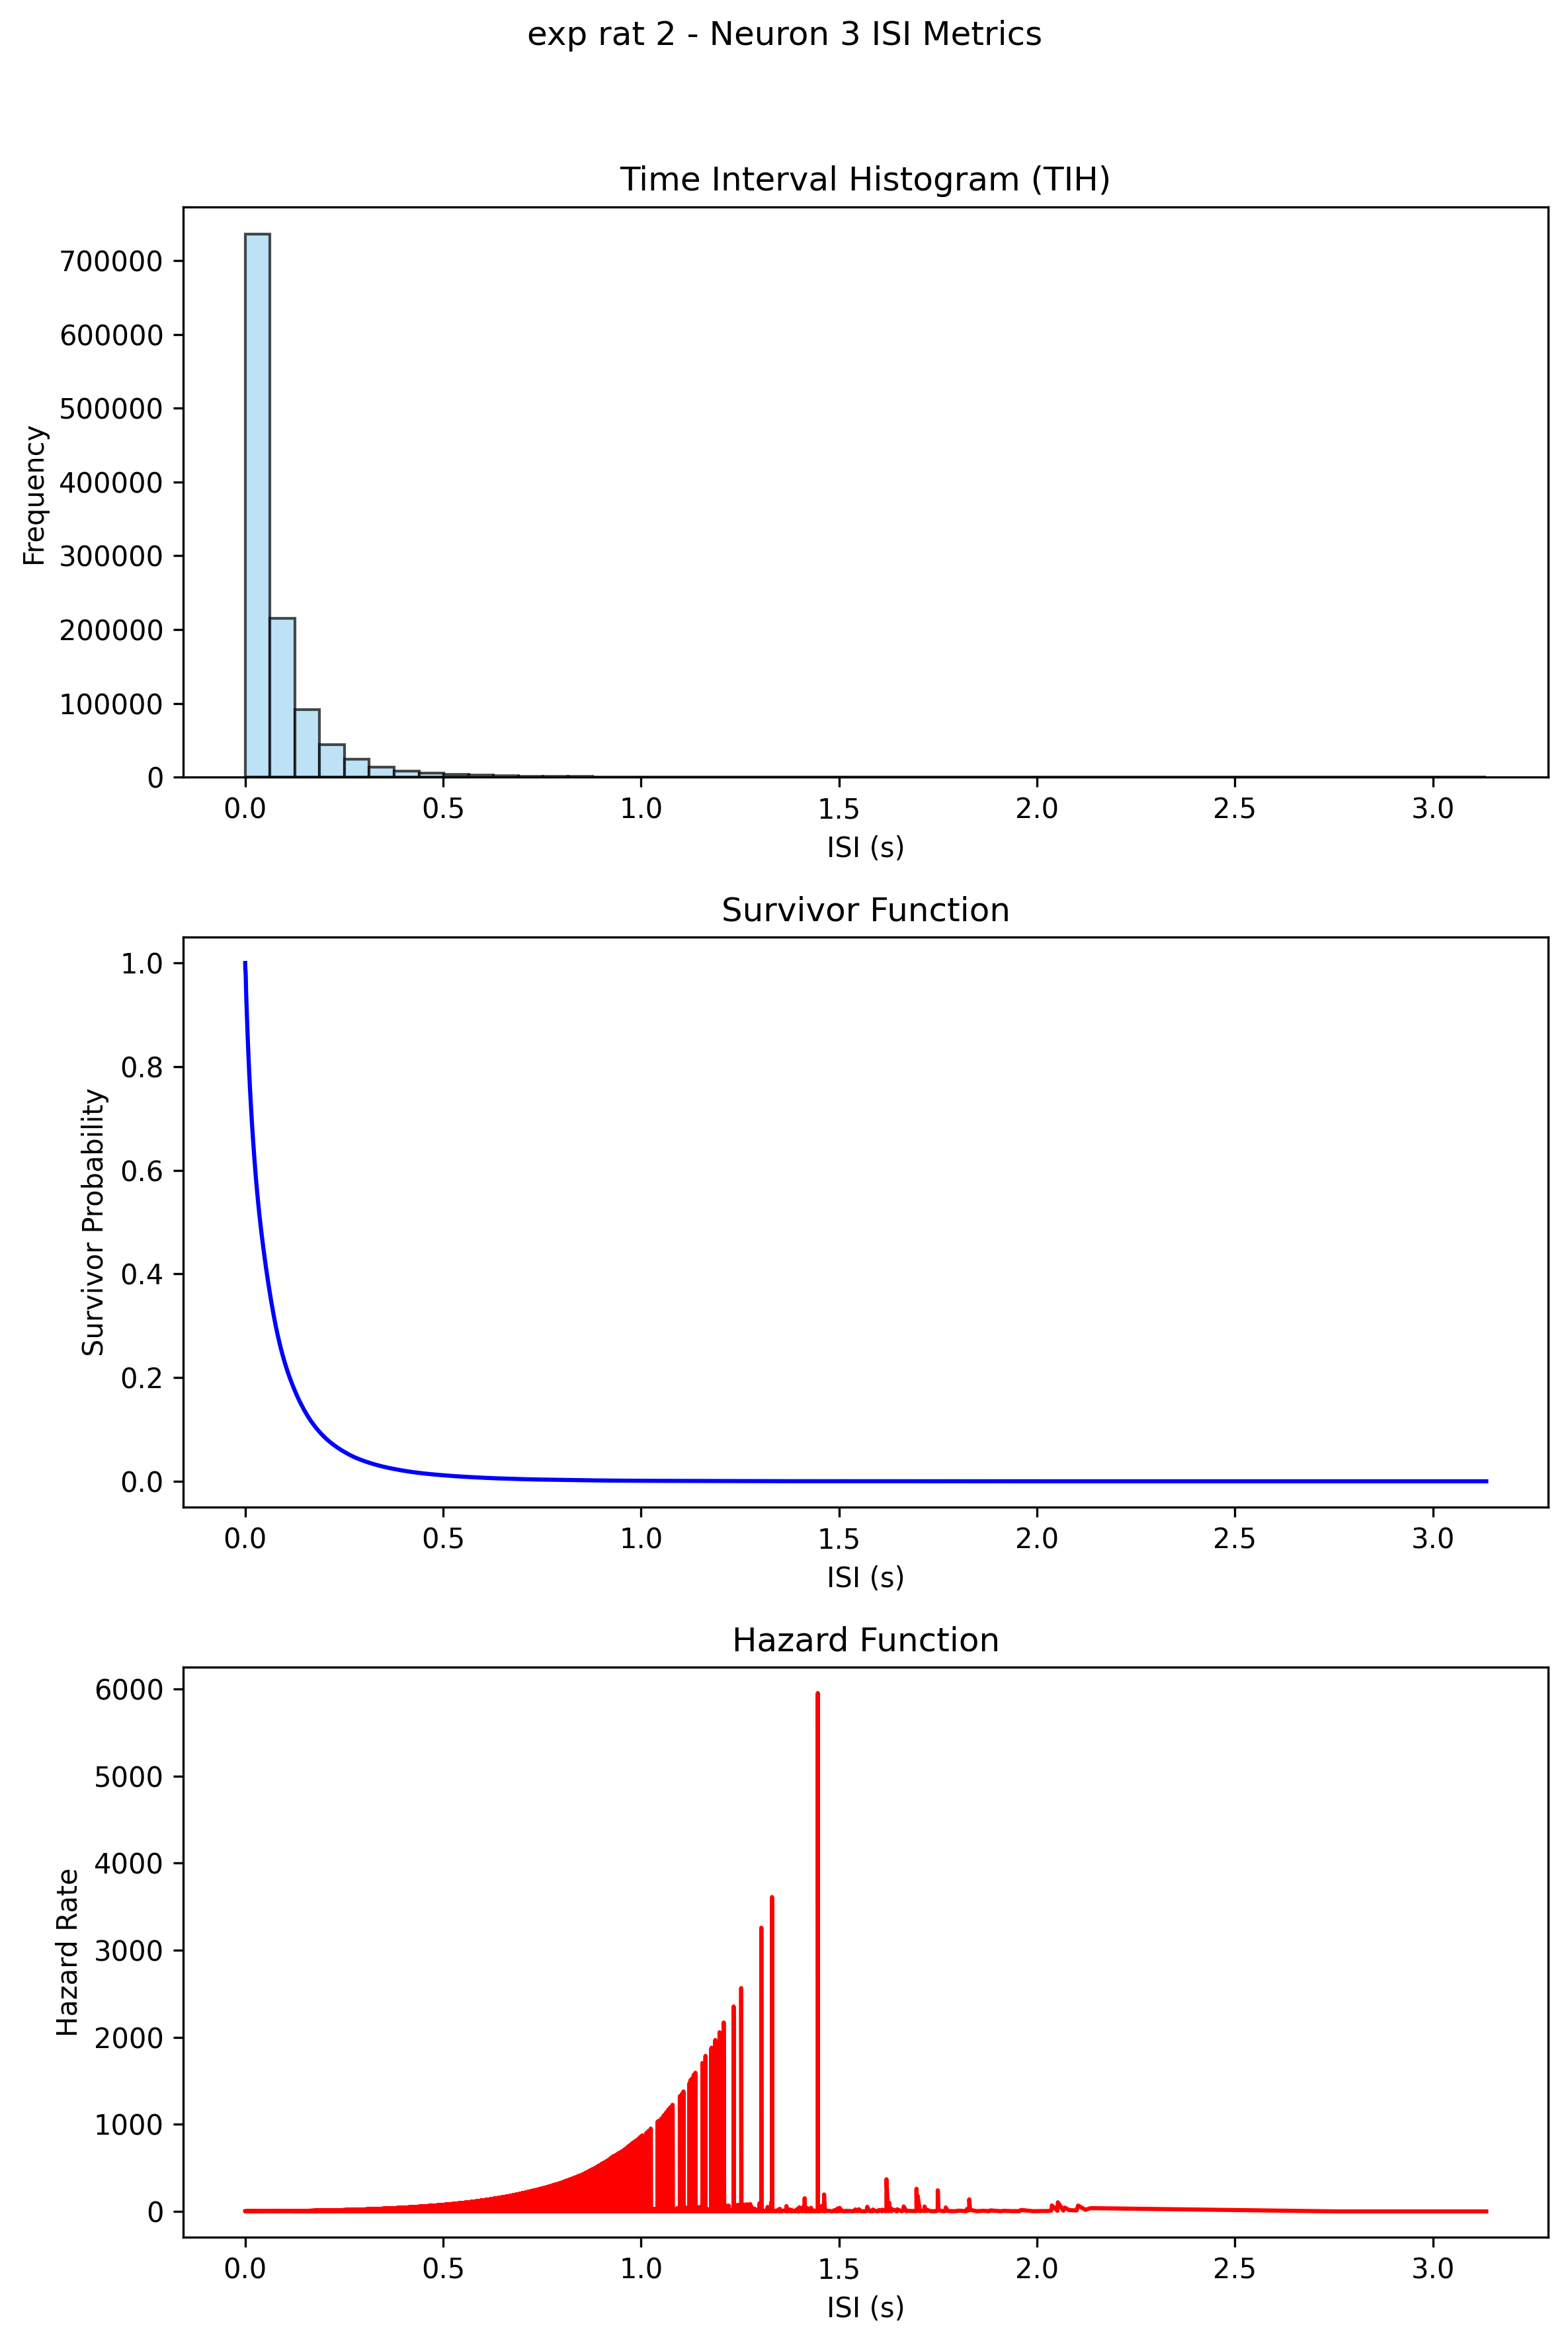 exp rat 2 - Neuron 3 ISI Metrics
Time Interval Histogram (TIH)
700000
600000
500000
400000
300000
200000
100000
0
Frequency
0.0 0.5 1.0 1.5 2.0 2.5 3.0
ISI (s)
Survivor Function
1.0
0.8
0.6
0.4
0.2
0.0
Survivor Probability
0.0 0.5 1.0 1.5 2.0 2.5 3.0
ISI (s)
Hazard Function
6000
5000
4000
3000
2000
1000
0
Hazard Rate
0.0 0.5 1.0 1.5 2.0 2.5 3.0
ISI (s)